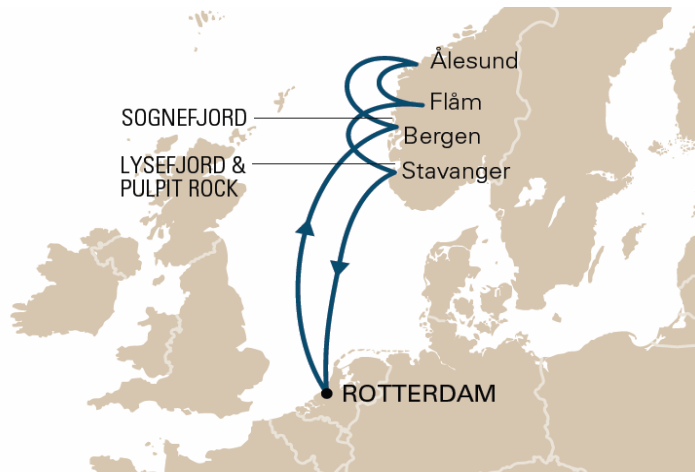 Ålesund
Flåm
SOGNEFJORD
Bergen
LYSEFJORD &
PULPIT ROCK
Stavanger
ROTTERDAM